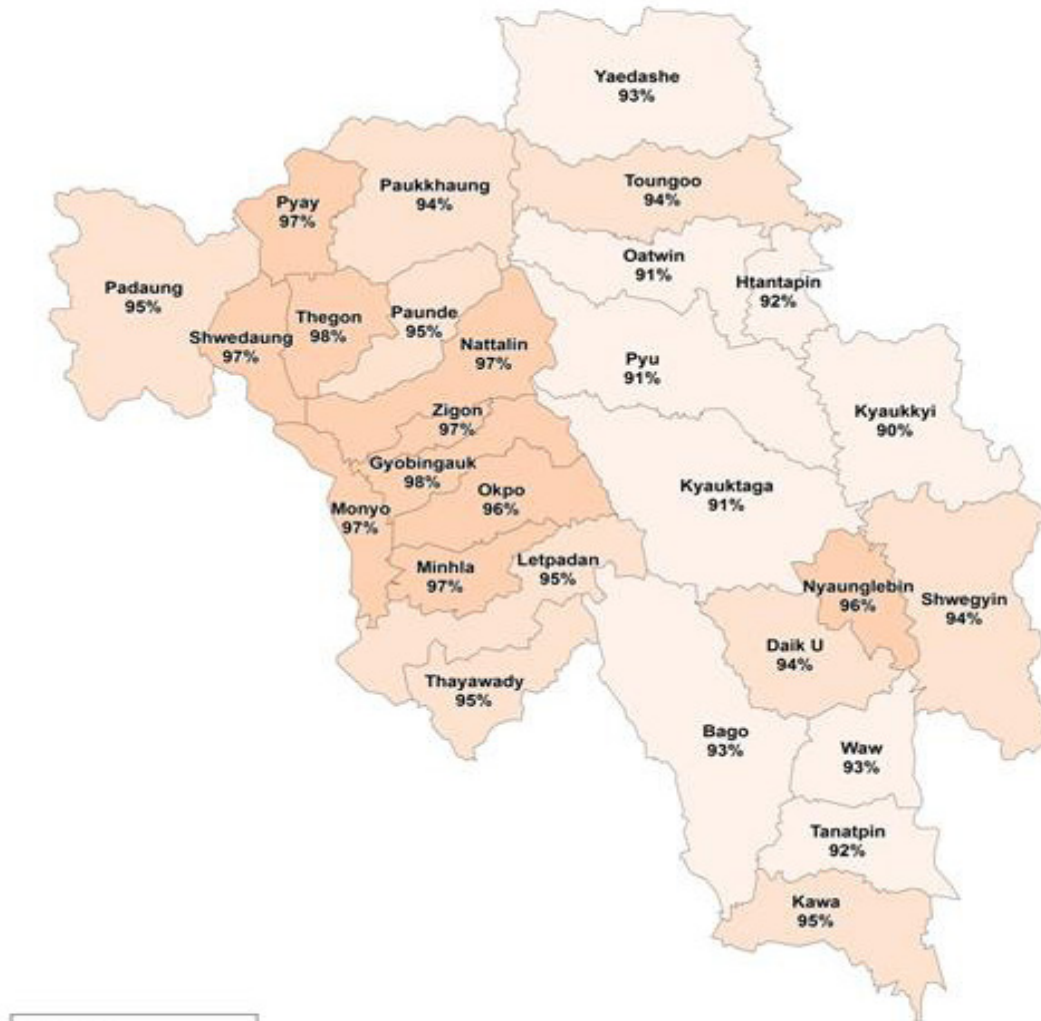 Yaedashe
93%
Toungoo
94%
Paukkhaung
94%
Pyay
97%
Oatwin
91%
Htantapin
92%
Padaung
95%
Thegon
98%
Paunde
95%
Shwedaung
97%
Nattalin
97%
Pyu
91%
Kyaukkyi
90%
Zigon
97%
Gyobingauk
98%
Okpo
96%
Kyauktaga
91%
Monyo
97%
Minhla
97%
Letpadan
95%
Nyaunglebin
96%
Shwegyin
94%
Daik U
94%
Thayawady
95%
Bago
93%
Waw
93%
Tanatpin
92%
Kawa
95%